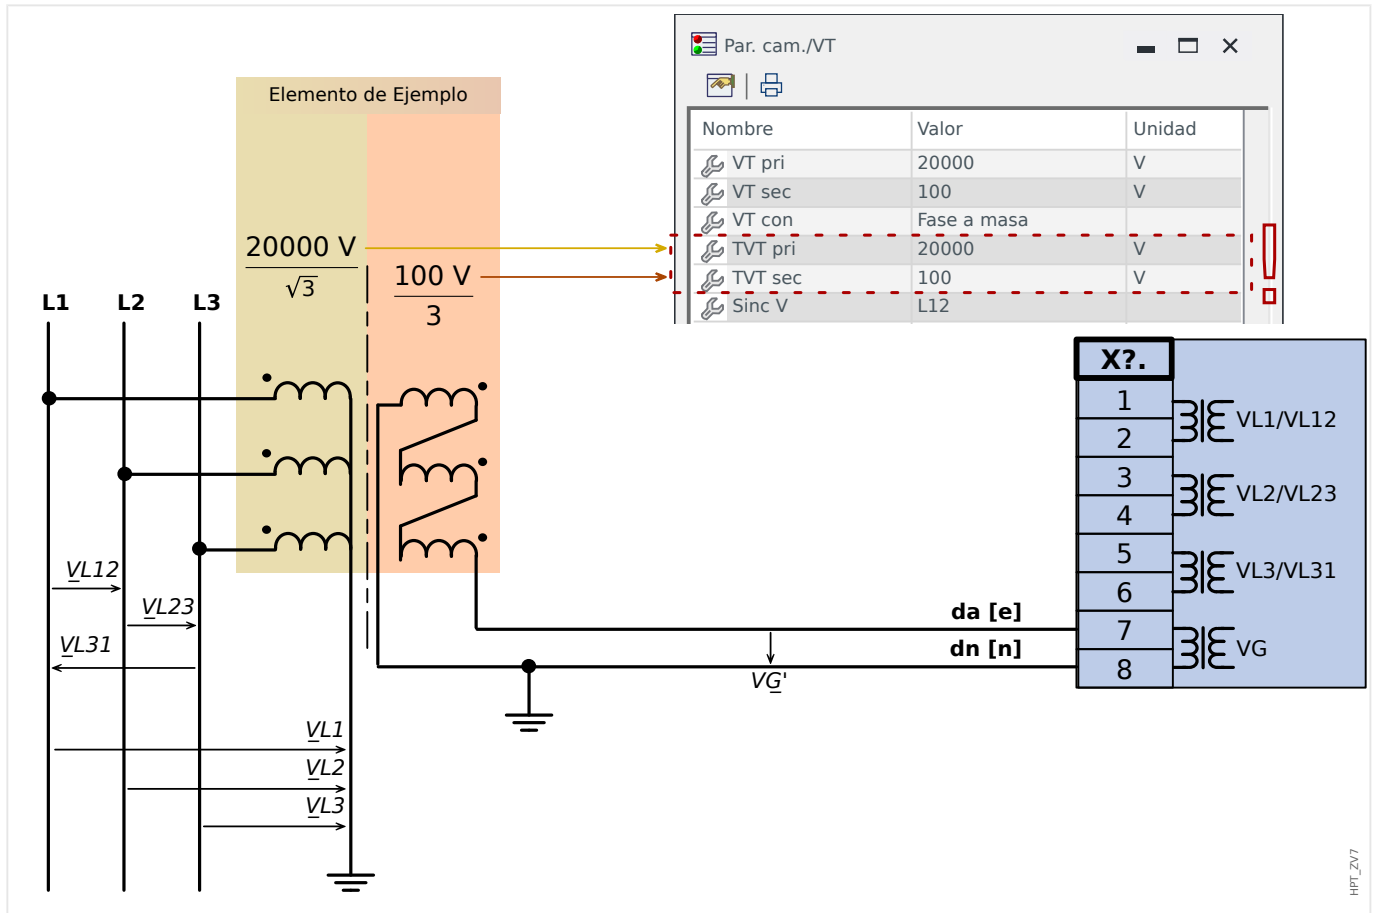 Par. cam./VT
Nombre Valor Unidad
VT pri 20000 V
VT sec 100 V
VT con Fase a masa
TVT pri 20000 V
TVT sec 100 V
Sinc V L12
Elemento de Ejemplo
20000 V
√3
100 V
3
L1 L2 L3
VL12
VL23
VL31
VL1
VL2
VL3
da [e]
dn [n]
VG'
X?.
1
2
3
4
5
6
7
8
VL1/VL12
VL2/VL23
VL3/VL31
VG
HPT_ZV7